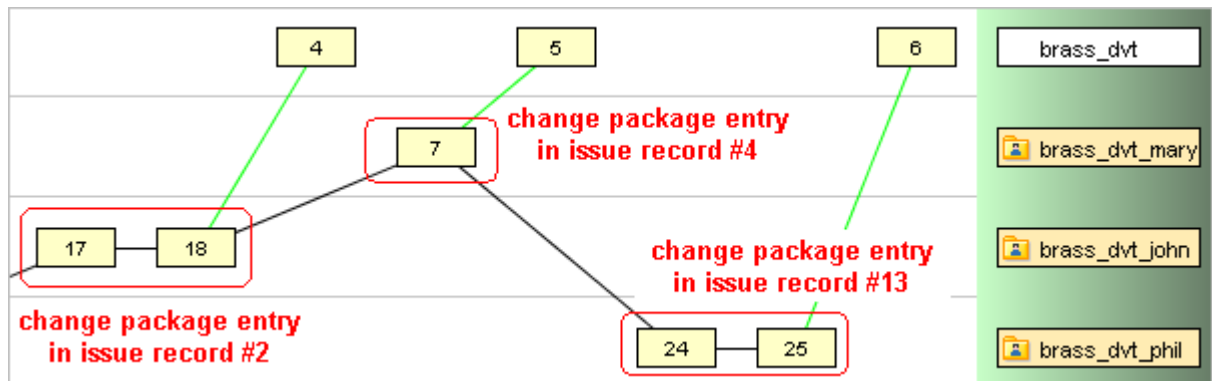 4
5
6
brass_dvt
change package entry
in issue record #4
7
brass_dvt_mary
17
18
change package entry
in issue record #13
brass_dvt_john
change package entry
in issue record #2
24
25
brass_dvt_phil